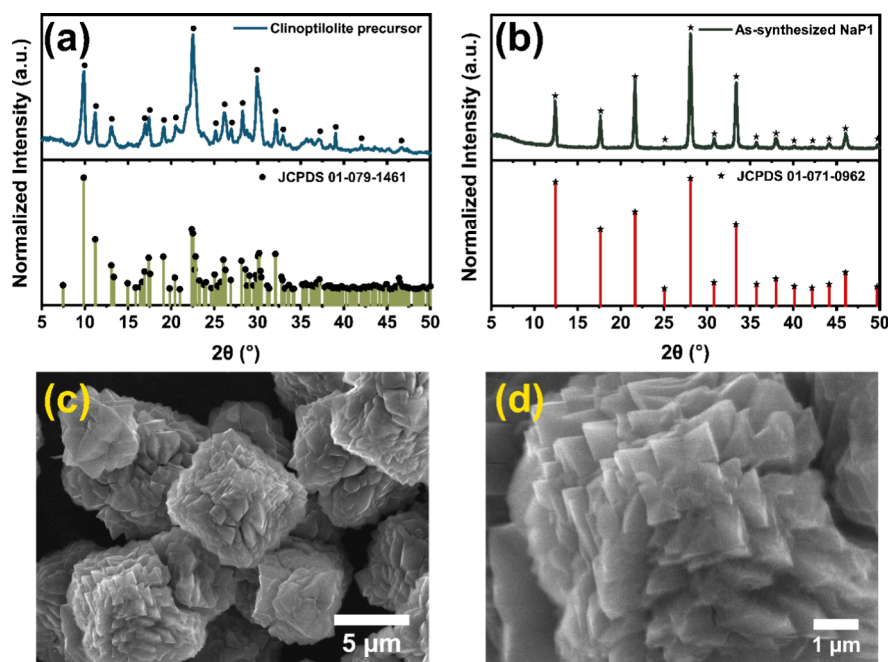 (a)
Clinoptilolite precursor
JCPDS 01-079-1461
Normalized Intensity (a.u.)
5 10 15 20 25 30 35 40 45 50
2θ (°)
(b)
As-synthesized NaP1
JCPDS 01-071-0962
Normalized Intensity (a.u.)
5 10 15 20 25 30 35 40 45 50
2θ (°)
(c)
5 µm
(d)
1 µm